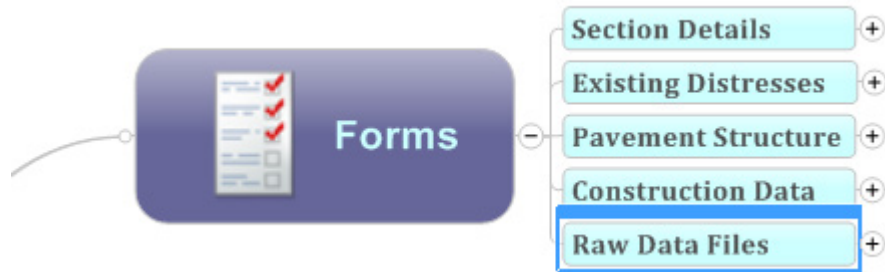 Forms
Section Details
Existing Distresses
Pavement Structure
Construction Data
Raw Data Files